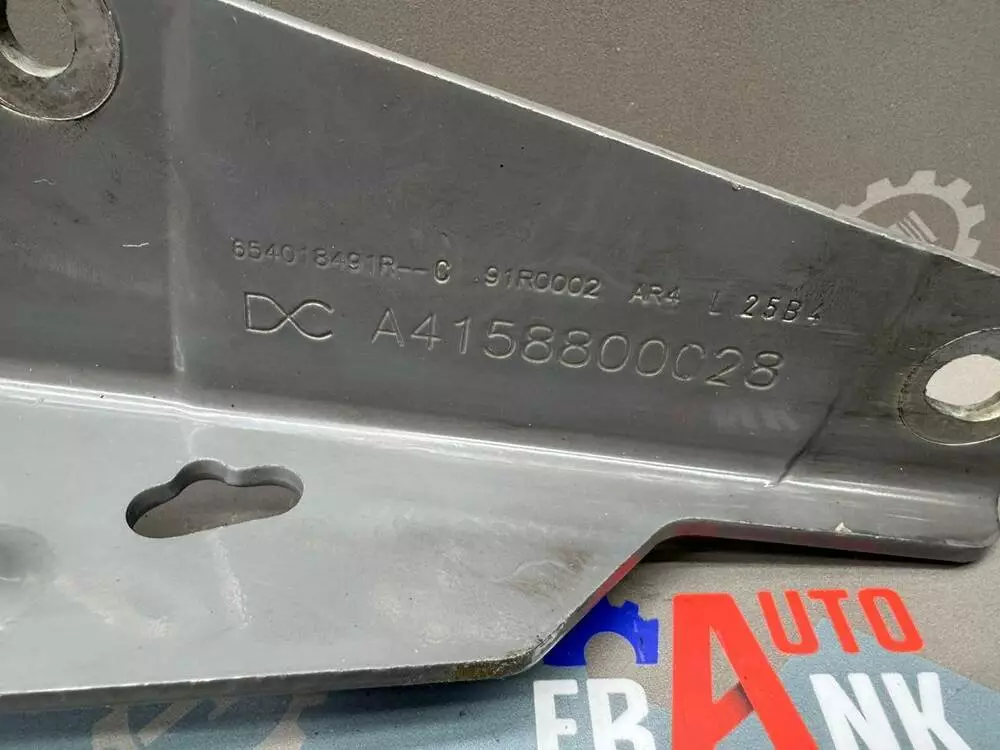 654018491R--C .91R0002 AR4 L 25B4
DC A4158800028
AUTO
FRANK